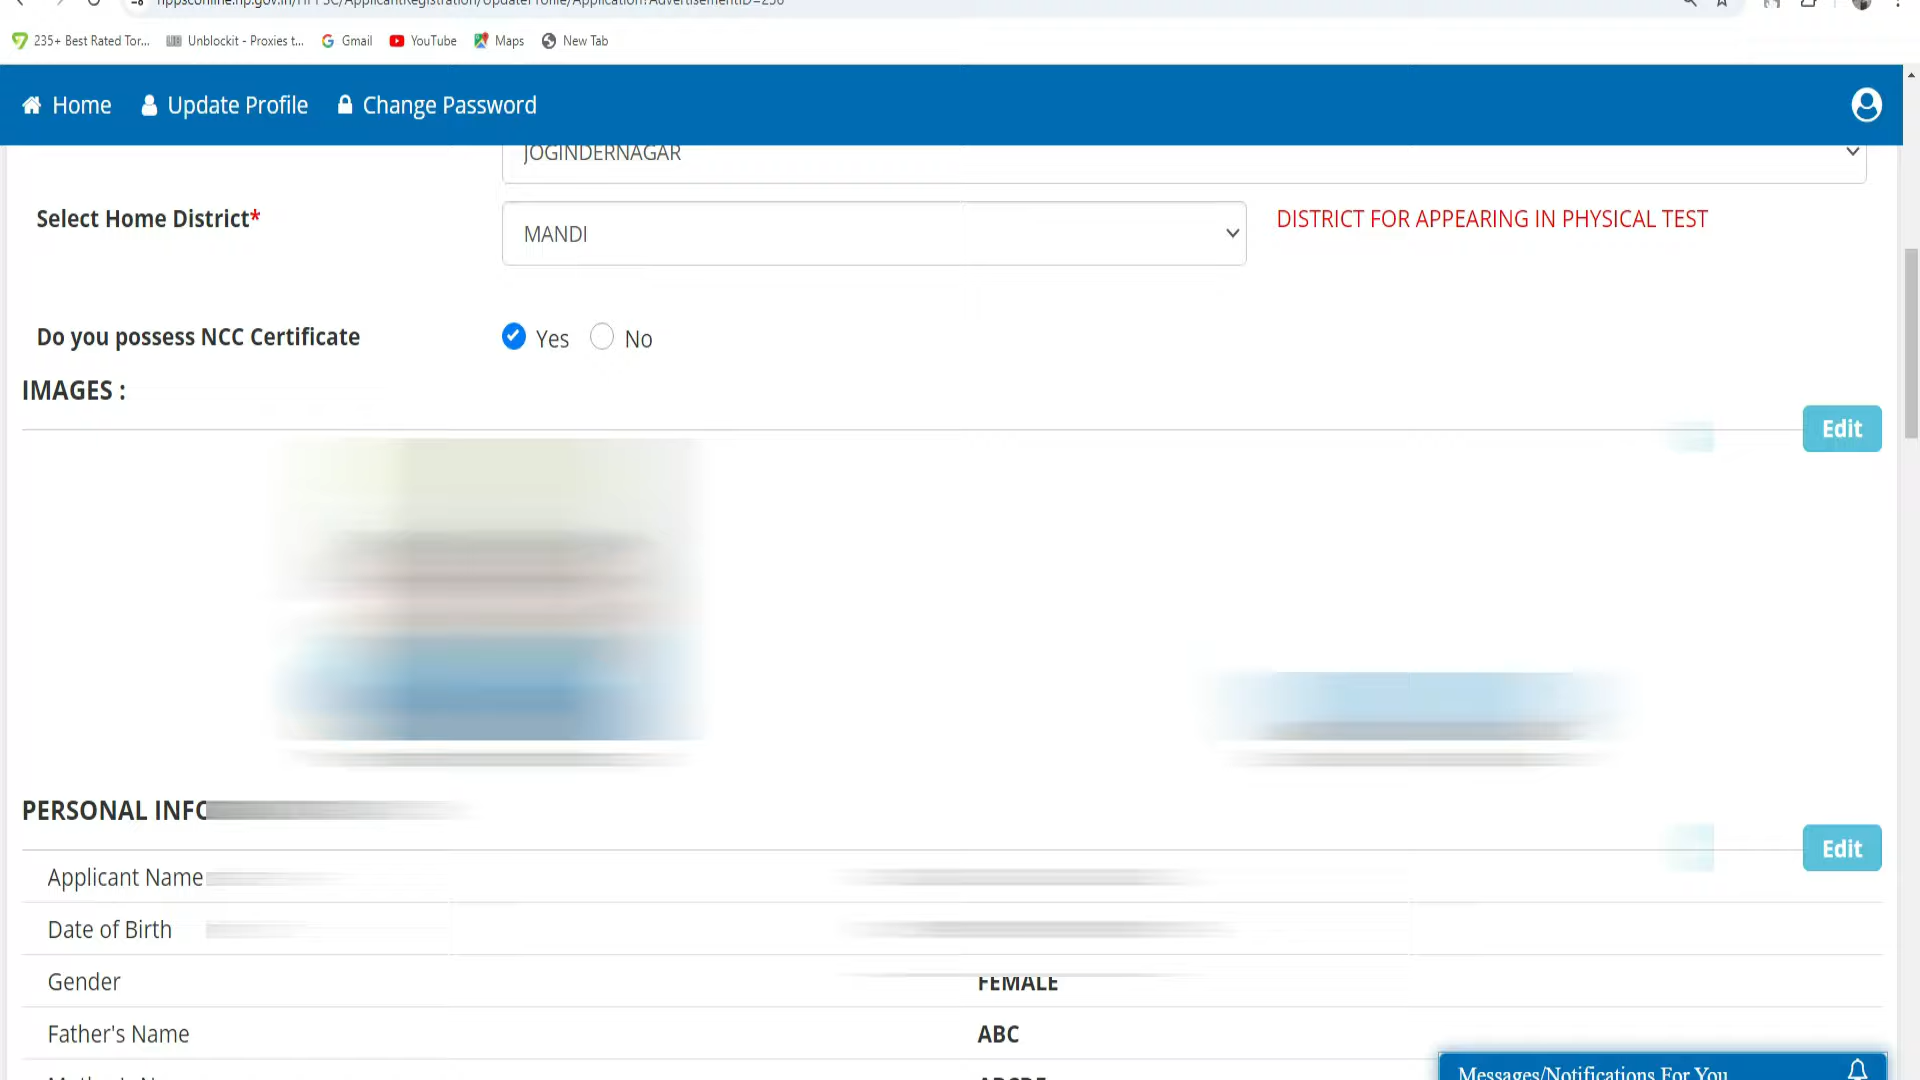 235+ Best Rated Tor... Unblockit - Proxies t... Gmail YouTube Maps New Tab
Home Update Profile Change Password
JOGINDERNAGAR
Select Home District* MANDI DISTRICT FOR APPEARING IN PHYSICAL TEST
Do you possess NCC Certificate Yes No
IMAGES :
Edit
PERSONAL INFO
Edit
Applicant Name
Date of Birth
Gender FEMALE
Father's Name ABC
Messages/Notifications For You